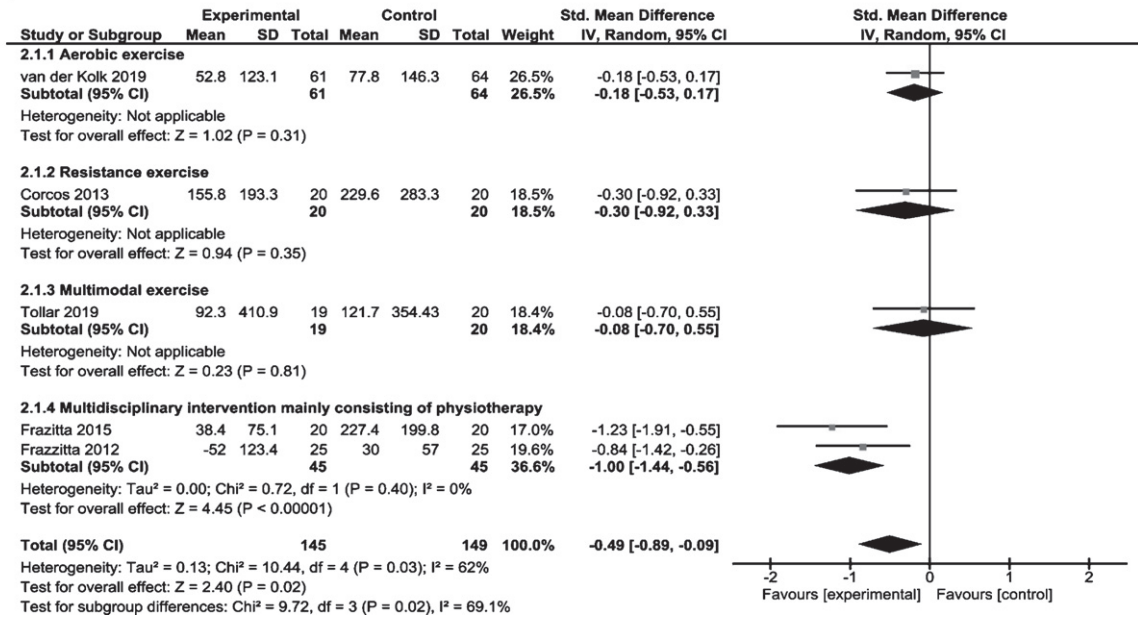 Experimental Control Std. Mean Difference Std. Mean Difference
Study or Subgroup Mean SD Total Mean SD Total Weight IV, Random, 95% CI IV, Random, 95% CI
2.1.1 Aerobic exercise
van der Kolk 2019 52.8 123.1 61 77.8 146.3 64 26.5% -0.18 [-0.53, 0.17]
Subtotal (95% CI) 61 64 26.5% -0.18 [-0.53, 0.17]
Heterogeneity: Not applicable
Test for overall effect: Z = 1.02 (P = 0.31)
2.1.2 Resistance exercise
Corcos 2013 155.8 193.3 20 229.6 283.3 20 18.5% -0.30 [-0.92, 0.33]
Subtotal (95% CI) 20 20 18.5% -0.30 [-0.92, 0.33]
Heterogeneity: Not applicable
Test for overall effect: Z = 0.94 (P = 0.35)
2.1.3 Multimodal exercise
Tollar 2019 92.3 410.9 19 121.7 354.43 20 18.4% -0.08 [-0.70, 0.55]
Subtotal (95% CI) 19 20 18.4% -0.08 [-0.70, 0.55]
Heterogeneity: Not applicable
Test for overall effect: Z = 0.23 (P = 0.81)
2.1.4 Multidisciplinary intervention mainly consisting of physiotherapy
Frazitta 2015 38.4 75.1 20 227.4 199.8 20 17.0% -1.23 [-1.91, -0.55]
Frazzitta 2012 -52 123.4 25 30 57 25 19.6% -0.84 [-1.42, -0.26]
Subtotal (95% CI) 45 45 36.6% -1.00 [-1.44, -0.56]
Heterogeneity: Tau² = 0.00; Chi² = 0.72, df = 1 (P = 0.40); I² = 0%
Test for overall effect: Z = 4.45 (P < 0.00001)
Total (95% CI) 145 149 100.0% -0.49 [-0.89, -0.09]
Heterogeneity: Tau² = 0.13; Chi² = 10.44, df = 4 (P = 0.03); I² = 62%
Test for overall effect: Z = 2.40 (P = 0.02)
Test for subgroup differences: Chi² = 9.72, df = 3 (P = 0.02), I² = 69.1%
-2 -1 0 1 2
Favours [experimental] Favours [control]